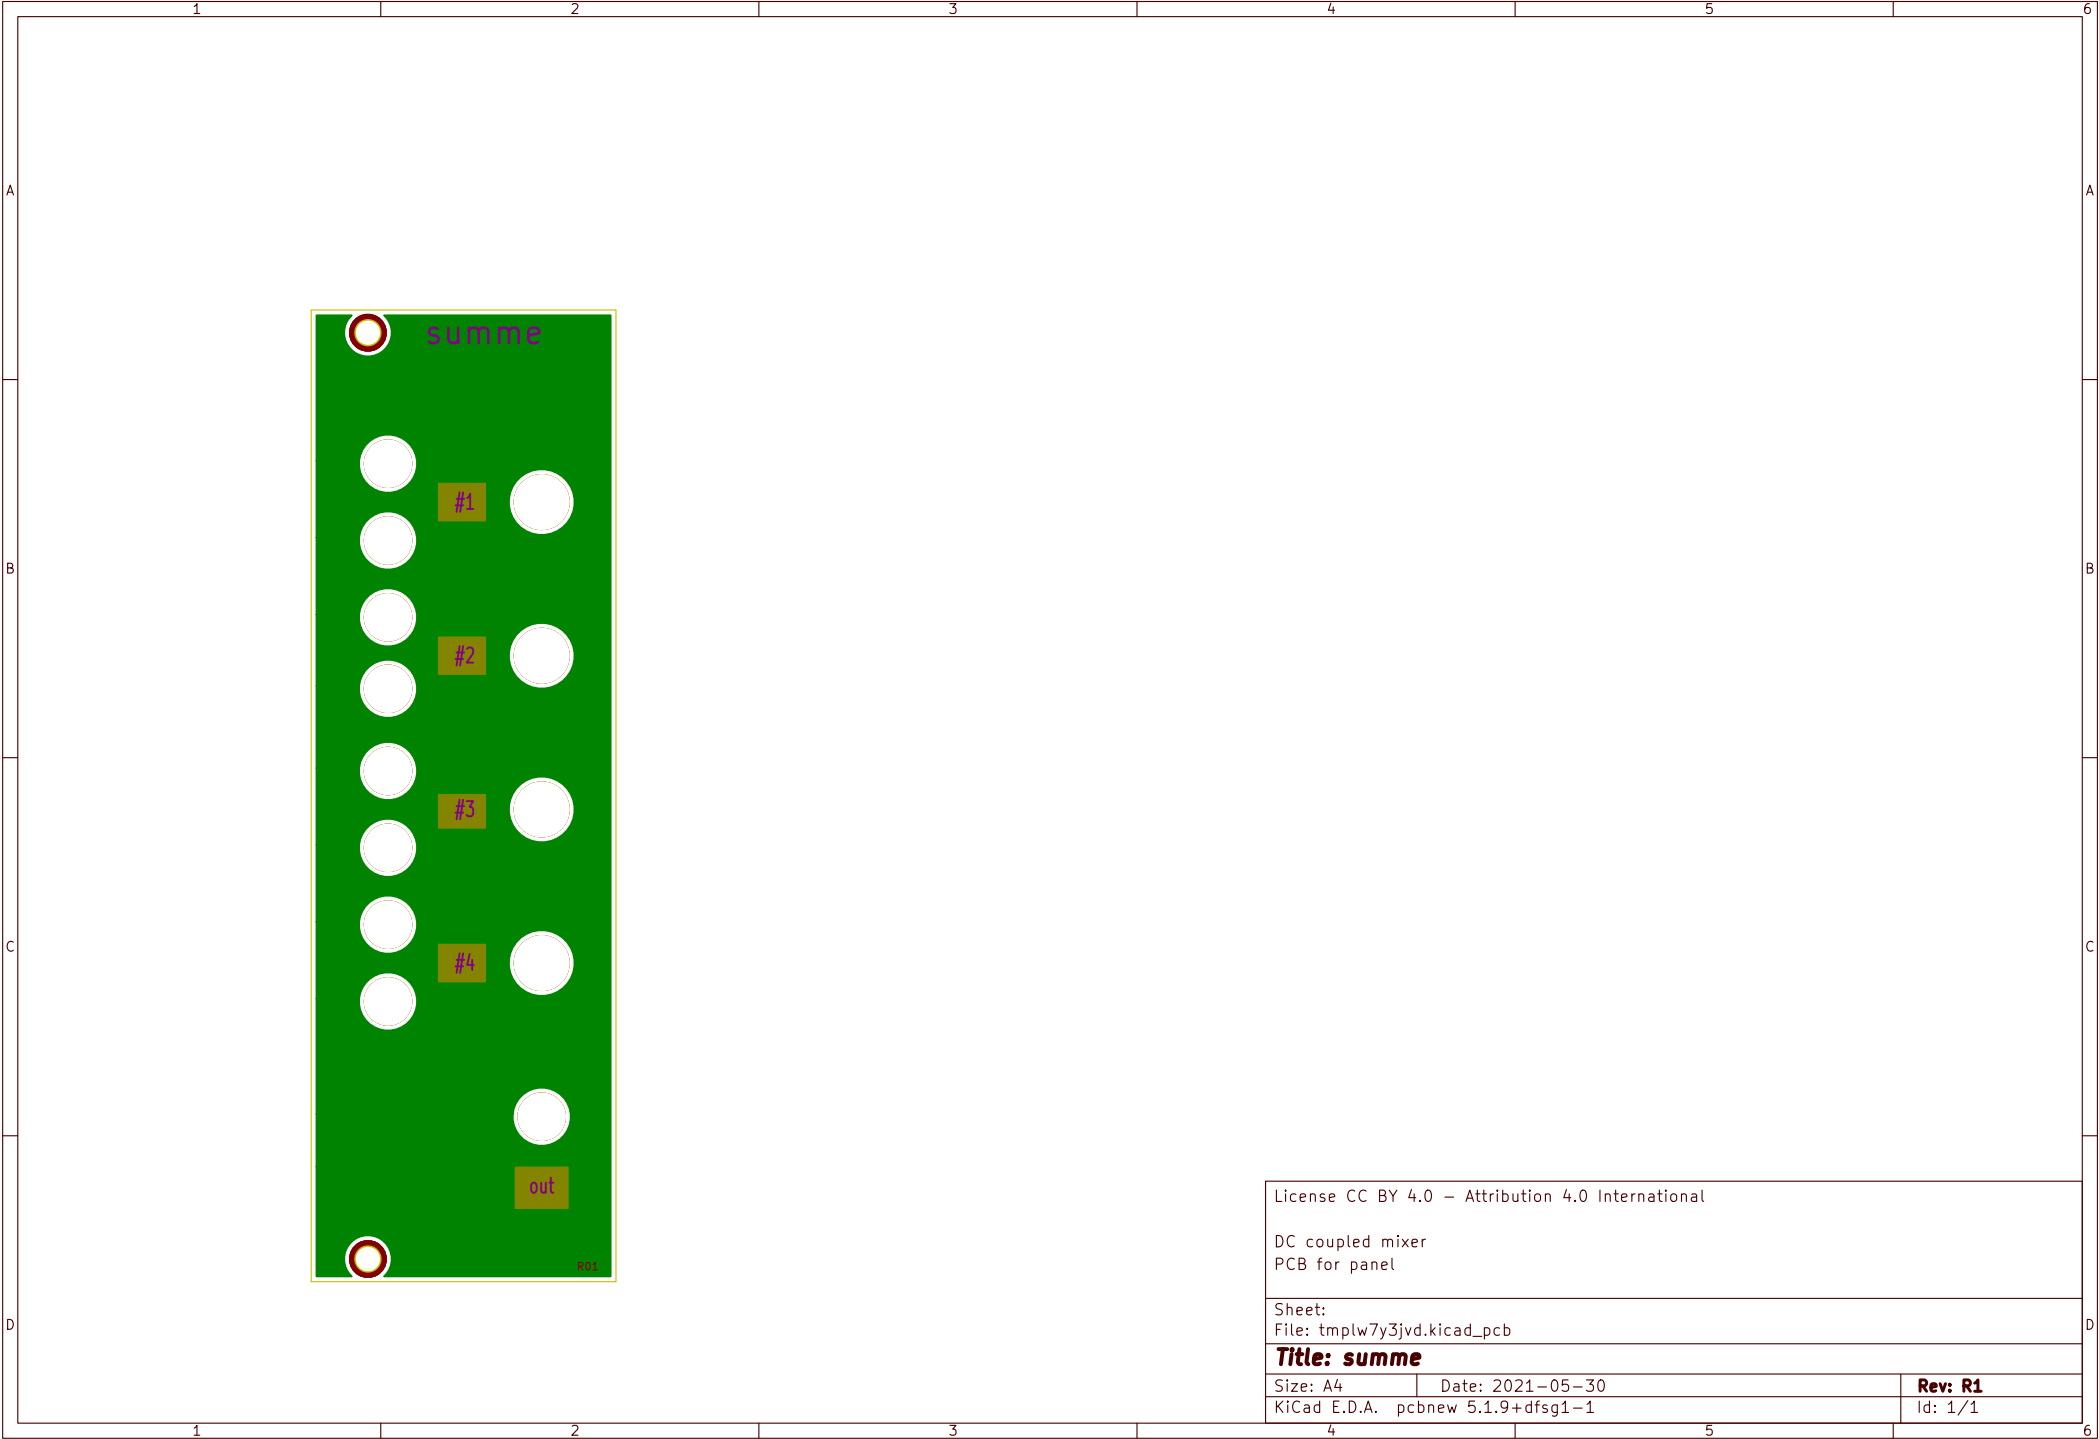 1 2 3 4 5 6
A A
summe
#1
B B
#2
#3
C C
#4
out
R01
License CC BY 4.0 – Attribution 4.0 International
DC coupled mixer
PCB for panel
Sheet:
File: tmplw7y3jvd.kicad_pcb
D D
Title: summe
Size: A4 Date: 2021–05–30 Rev: R1
KiCad E.D.A. pcbnew 5.1.9+dfsg1–1 Id: 1/1
1 2 3 4 5 6